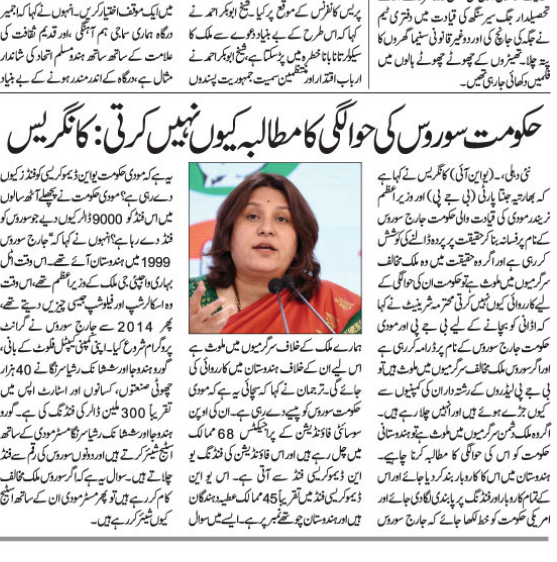 میں ایک موقف اختیار کریں۔ انہوں نے کہا کہ اجمیر
درگاہ ہماری سماجی ہم آہنگی، اور قدیم ثقافت کی
علامت کے ساتھ ساتھ ہندو مسلم اتحاد کی شاندار
مثال ہے، درگاہ کے اندر مندر ہونے کے بے بنیاد
پریس کانفرنس کے موقع پر کیا۔ شیخ ابوبکر احمد نے
کہا کہ اس طرح کے بے بنیاد دعوے سے ملک کا
سیکولر تانا بانا خطرہ میں پڑ سکتا ہے شیخ ابوبکر احمد نے
ارباب اقتدار اور منتظمین سمیت جمہوریت پسندوں
تحصیلدار جگ سیر سنگھ کی قیادت میں دفتری ٹیم
نے جگہ کی جانچ کی اور دو غیر قانونی سنیما گھروں کا
پتہ چلا۔ تھیٹروں کے چھوٹے چھوٹے ہالوں میں
فلمیں دکھائی جا رہی تھیں۔
حکومت سوروس کی حوالگی کا مطالبہ کیوں نہیں کرتی: کانگریس
نئی دہلی،۔ (یو این آئی) کانگریس نے کہا ہے
کہ بھارتیہ جنتا پارٹی (بی جے پی) اور وزیر اعظم
نریندر مودی کی قیادت والی حکومت جارج سوروس
کے نام پر فسانہ بنا کر حقیقت پر پردہ ڈالنے کی کوشش
کر رہی ہے اور اگر وہ حقیقت میں وہ ملک مخالف
سرگرمیوں میں ملوث ہے تو حکومت ان کی حوالگی کے
لیے کارروائی کیوں نہیں کرتی محترمہ شرینیت نے کہا
کہ اڈانی کو بچانے کے لیے بی جے پی اور مودی
حکومت جارج سوروس کے نام پر ڈرامہ کر رہی ہے
اور اگر سوروس ملک مخالف سرگرمیوں میں ملوث ہیں تو
بی جے پی لیڈروں کے رشتہ داران کی کمپنیوں سے
کیوں جڑے ہوئے ہیں اور انہیں چلا رہے ہیں۔
اگر وہ ملک دشمن سرگرمیوں میں ملوث ہے تو ہندوستانی
حکومت کو اس کی حوالگی کا مطالبہ کرنا چاہیے۔
ہندوستان میں اس کا کاروبار بند کر دیا جائے اور اس
کے تمام کاروبار اور فنڈنگ پر پابندی لگا دی جائے اور
امریکی حکومت کو خط لکھا جائے کہ جارج سوروس
ہمارے ملک کے خلاف سرگرمیوں میں ملوث ہے
اس لیے ان کے خلاف ہندوستان میں کارروائی کی
جائے گی۔ ترجمان نے کہا کہ سچائی یہ ہے کہ مودی
حکومت سوروس کو پیسے دے رہی ہے۔ ان کی اوپن
سوسائٹی فاؤنڈیشن کے پراجیکٹس 68 ممالک
میں چل رہے ہیں اور اس فاؤنڈیشن کی فنڈنگ یو
این ڈیموکریسی فنڈ سے آتی ہے۔ اس یو این
ڈیموکریسی فنڈ میں تقریباً 45 ممالک عطیہ دہندگان
ہیں اور ہندوستان چوتھے نمبر پر ہے۔ ایسے میں سوال
یہ ہے کہ مودی حکومت یو این ڈیموکریسی کو فنڈز کیوں
دے رہی ہے؟ مودی حکومت نے پچھلے آٹھ سالوں
میں اس فنڈ کو 9000 ڈالر کیوں دیے جو سوروس کو
فنڈ دے رہا ہے؟ انہوں نے کہا کہ "جارج سوروس
1999 میں ہندوستان آئے تھے۔ اس وقت اٹل
بہاری واجپئی جی ملک کے وزیر اعظم تھے، اس وقت
وہ اسکالرشپ اور فیلوشپ جیسی چیزیں دیتے تھے،
پھر 2014 سے جارج سوروس نے گرانٹ
پروگرام شروع کیا۔ اپنی کمپنی کیپٹل فلوٹ کے بانی،
گورو ہندوجا اور ششانک رشیاسرنگا نے 40 ہزار
چھوٹی صنعتوں، کسانوں اور اسٹارٹ اپس میں
تقریباً 300 ملین ڈالر کی فنڈنگ کی ہے۔ گورو
ہندوجا اور ششانک رشیاسرنگا مسٹر مودی کے ساتھ
اسٹیج شیئر کرتے ہیں اور دونوں سوروس کی رقم سے فنڈ
چلاتے ہیں۔ سوال یہ ہے کہ اگر سوروس ملک مخالف
کام کر رہے ہیں تو پھر مسٹر مودی ان کے ساتھ اسٹیج
کیوں شیئر کر رہے ہیں۔